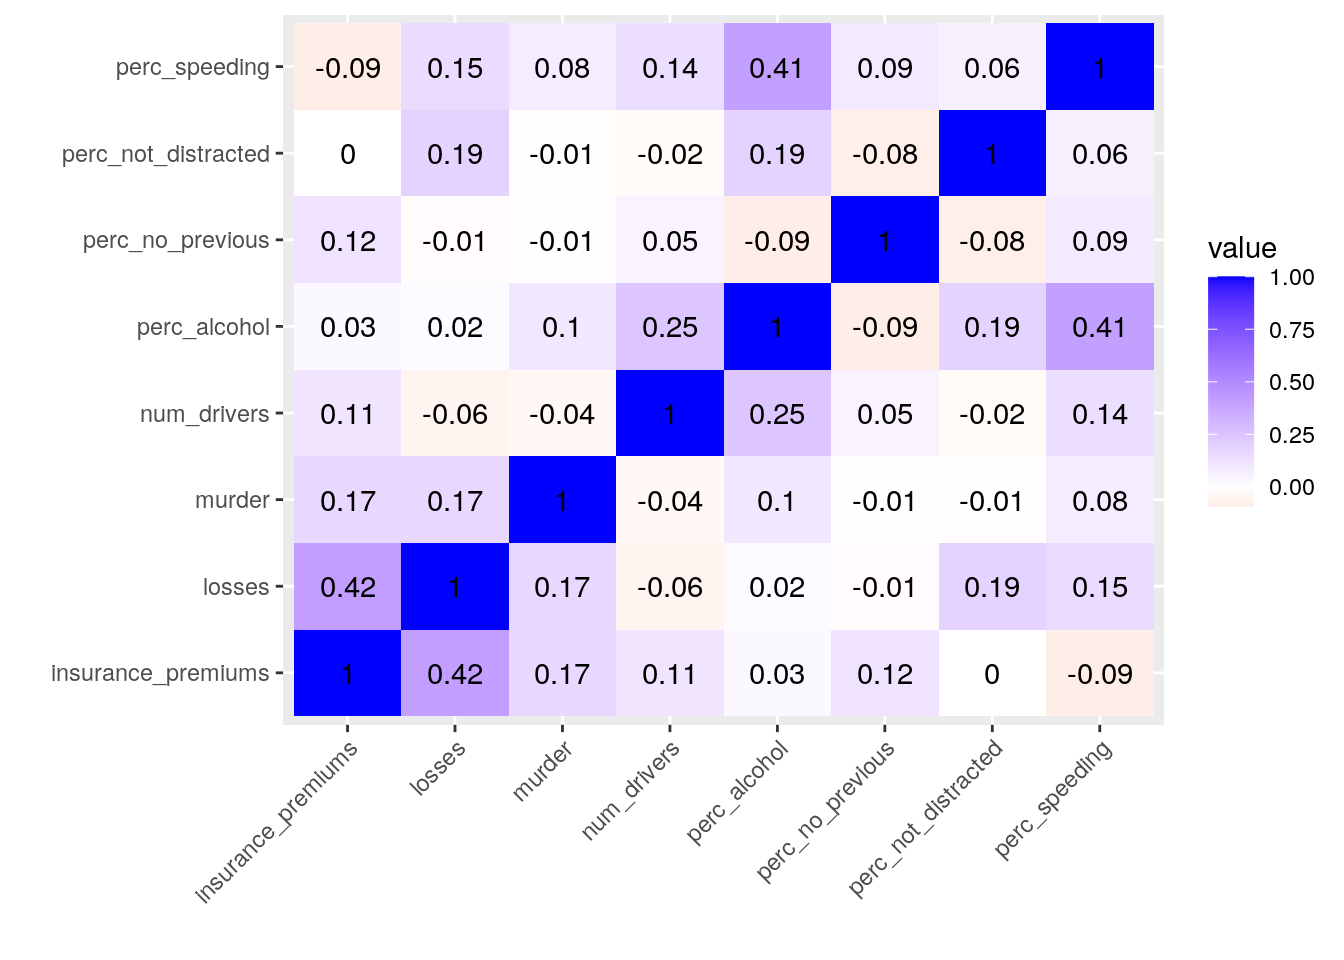 perc_speeding -0.09 0.15 0.08 0.14 0.41 0.09 0.06 1
perc_not_distracted 0 0.19 -0.01 -0.02 0.19 -0.08 1 0.06
perc_no_previous 0.12 -0.01 -0.01 0.05 -0.09 1 -0.08 0.09
perc_alcohol 0.03 0.02 0.1 0.25 1 -0.09 0.19 0.41
num_drivers 0.11 -0.06 -0.04 1 0.25 0.05 -0.02 0.14
murder 0.17 0.17 1 -0.04 0.1 -0.01 -0.01 0.08
losses 0.42 1 0.17 -0.06 0.02 -0.01 0.19 0.15
insurance_premiums 1 0.42 0.17 0.11 0.03 0.12 0 -0.09
insurance_premiums
losses
murder
num_drivers
perc_alcohol
perc_no_previous
perc_not_distracted
perc_speeding
value
1.00
0.75
0.50
0.25
0.00